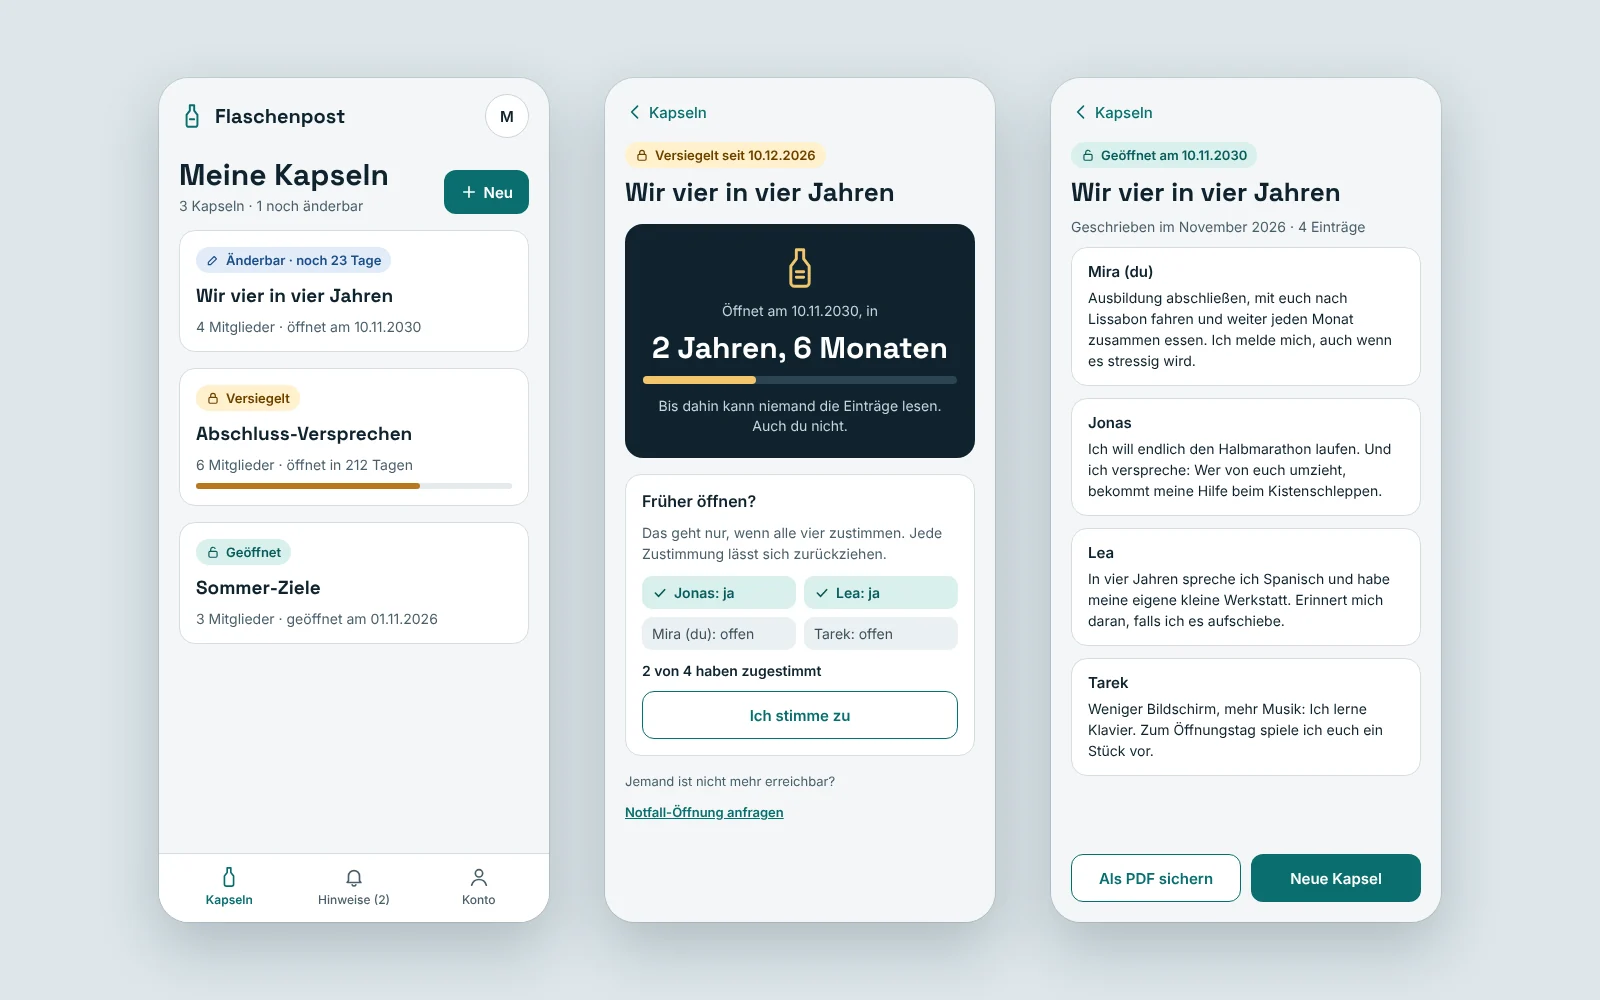 Flaschenpost
M
Meine Kapseln
3 Kapseln · 1 noch änderbar
Neu
Änderbar · noch 23 Tage
Wir vier in vier Jahren
4 Mitglieder · öffnet am 10.11.2030
Versiegelt
Abschluss-Versprechen
6 Mitglieder · öffnet in 212 Tagen
Geöffnet
Sommer-Ziele
3 Mitglieder · geöffnet am 01.11.2026
Kapseln
Hinweise (2)
Konto
Kapseln
Versiegelt seit 10.12.2026
Wir vier in vier Jahren
Öffnet am 10.11.2030, in
2 Jahren, 6 Monaten
Bis dahin kann niemand die Einträge lesen.
Auch du nicht.
Früher öffnen?
Das geht nur, wenn alle vier zustimmen. Jede
Zustimmung lässt sich zurückziehen.
Jonas: ja
Lea: ja
Mira (du): offen
Tarek: offen
2 von 4 haben zugestimmt
Ich stimme zu
Jemand ist nicht mehr erreichbar?
Notfall-Öffnung anfragen
Kapseln
Geöffnet am 10.11.2030
Wir vier in vier Jahren
Geschrieben im November 2026 · 4 Einträge
Mira (du)
Ausbildung abschließen, mit euch nach
Lissabon fahren und weiter jeden Monat
zusammen essen. Ich melde mich, auch wenn
es stressig wird.
Jonas
Ich will endlich den Halbmarathon laufen. Und
ich verspreche: Wer von euch umzieht,
bekommt meine Hilfe beim Kistenschleppen.
Lea
In vier Jahren spreche ich Spanisch und habe
meine eigene kleine Werkstatt. Erinnert mich
daran, falls ich es aufschiebe.
Tarek
Weniger Bildschirm, mehr Musik: Ich lerne
Klavier. Zum Öffnungstag spiele ich euch ein
Stück vor.
Als PDF sichern
Neue Kapsel